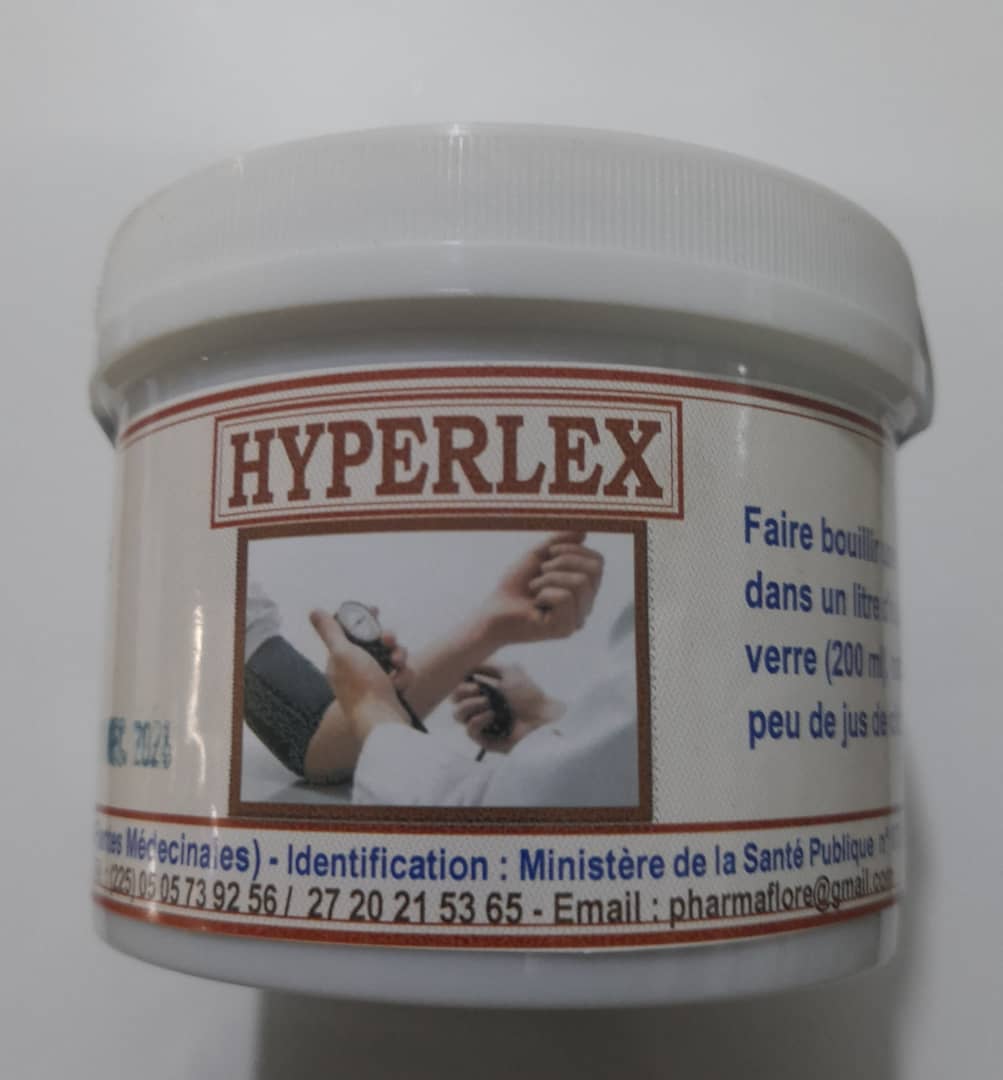 HYPERLEX
Faire bouillir
dans un litre
verre (200 ml)
peu de jus de
Médecinales) - Identification : Ministère de la Santé Publique n°
(225) 05 05 73 92 56 / 27 20 21 53 65 - Email : pharmaflore@gmail.com